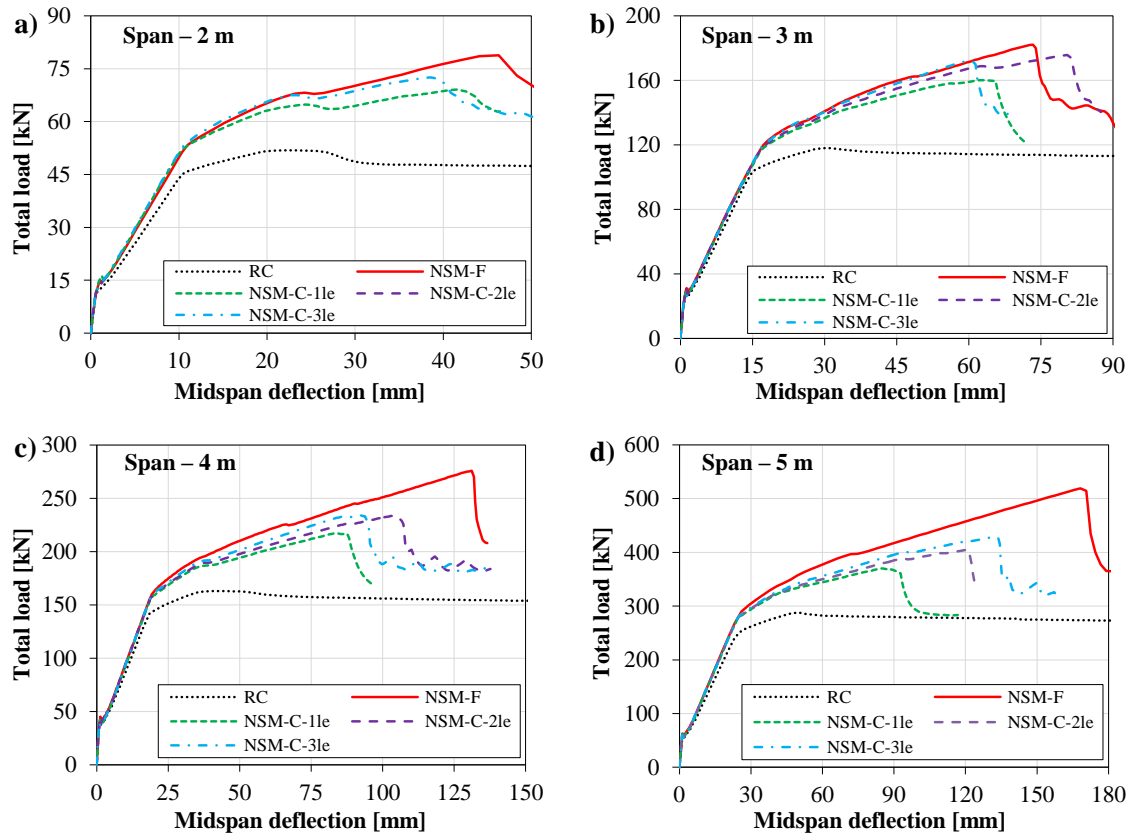 a)
Span – 2 m
Total load [kN]
90
75
60
45
30
15
0
0 10 20 30 40 50
Midspan deflection [mm]
RC NSM-F
NSM-C-1le NSM-C-2le
NSM-C-3le
b)
Span – 3 m
Total load [kN]
200
160
120
80
40
0
0 15 30 45 60 75 90
Midspan deflection [mm]
RC NSM-F
NSM-C-1le NSM-C-2le
NSM-C-3le
c)
Span – 4 m
Total load [kN]
300
250
200
150
100
50
0
0 25 50 75 100 125 150
Midspan deflection [mm]
RC NSM-F
NSM-C-1le NSM-C-2le
NSM-C-3le
d)
Span – 5 m
Total load [kN]
600
500
400
300
200
100
0
0 30 60 90 120 150 180
Midspan deflection [mm]
RC NSM-F
NSM-C-1le NSM-C-2le
NSM-C-3le